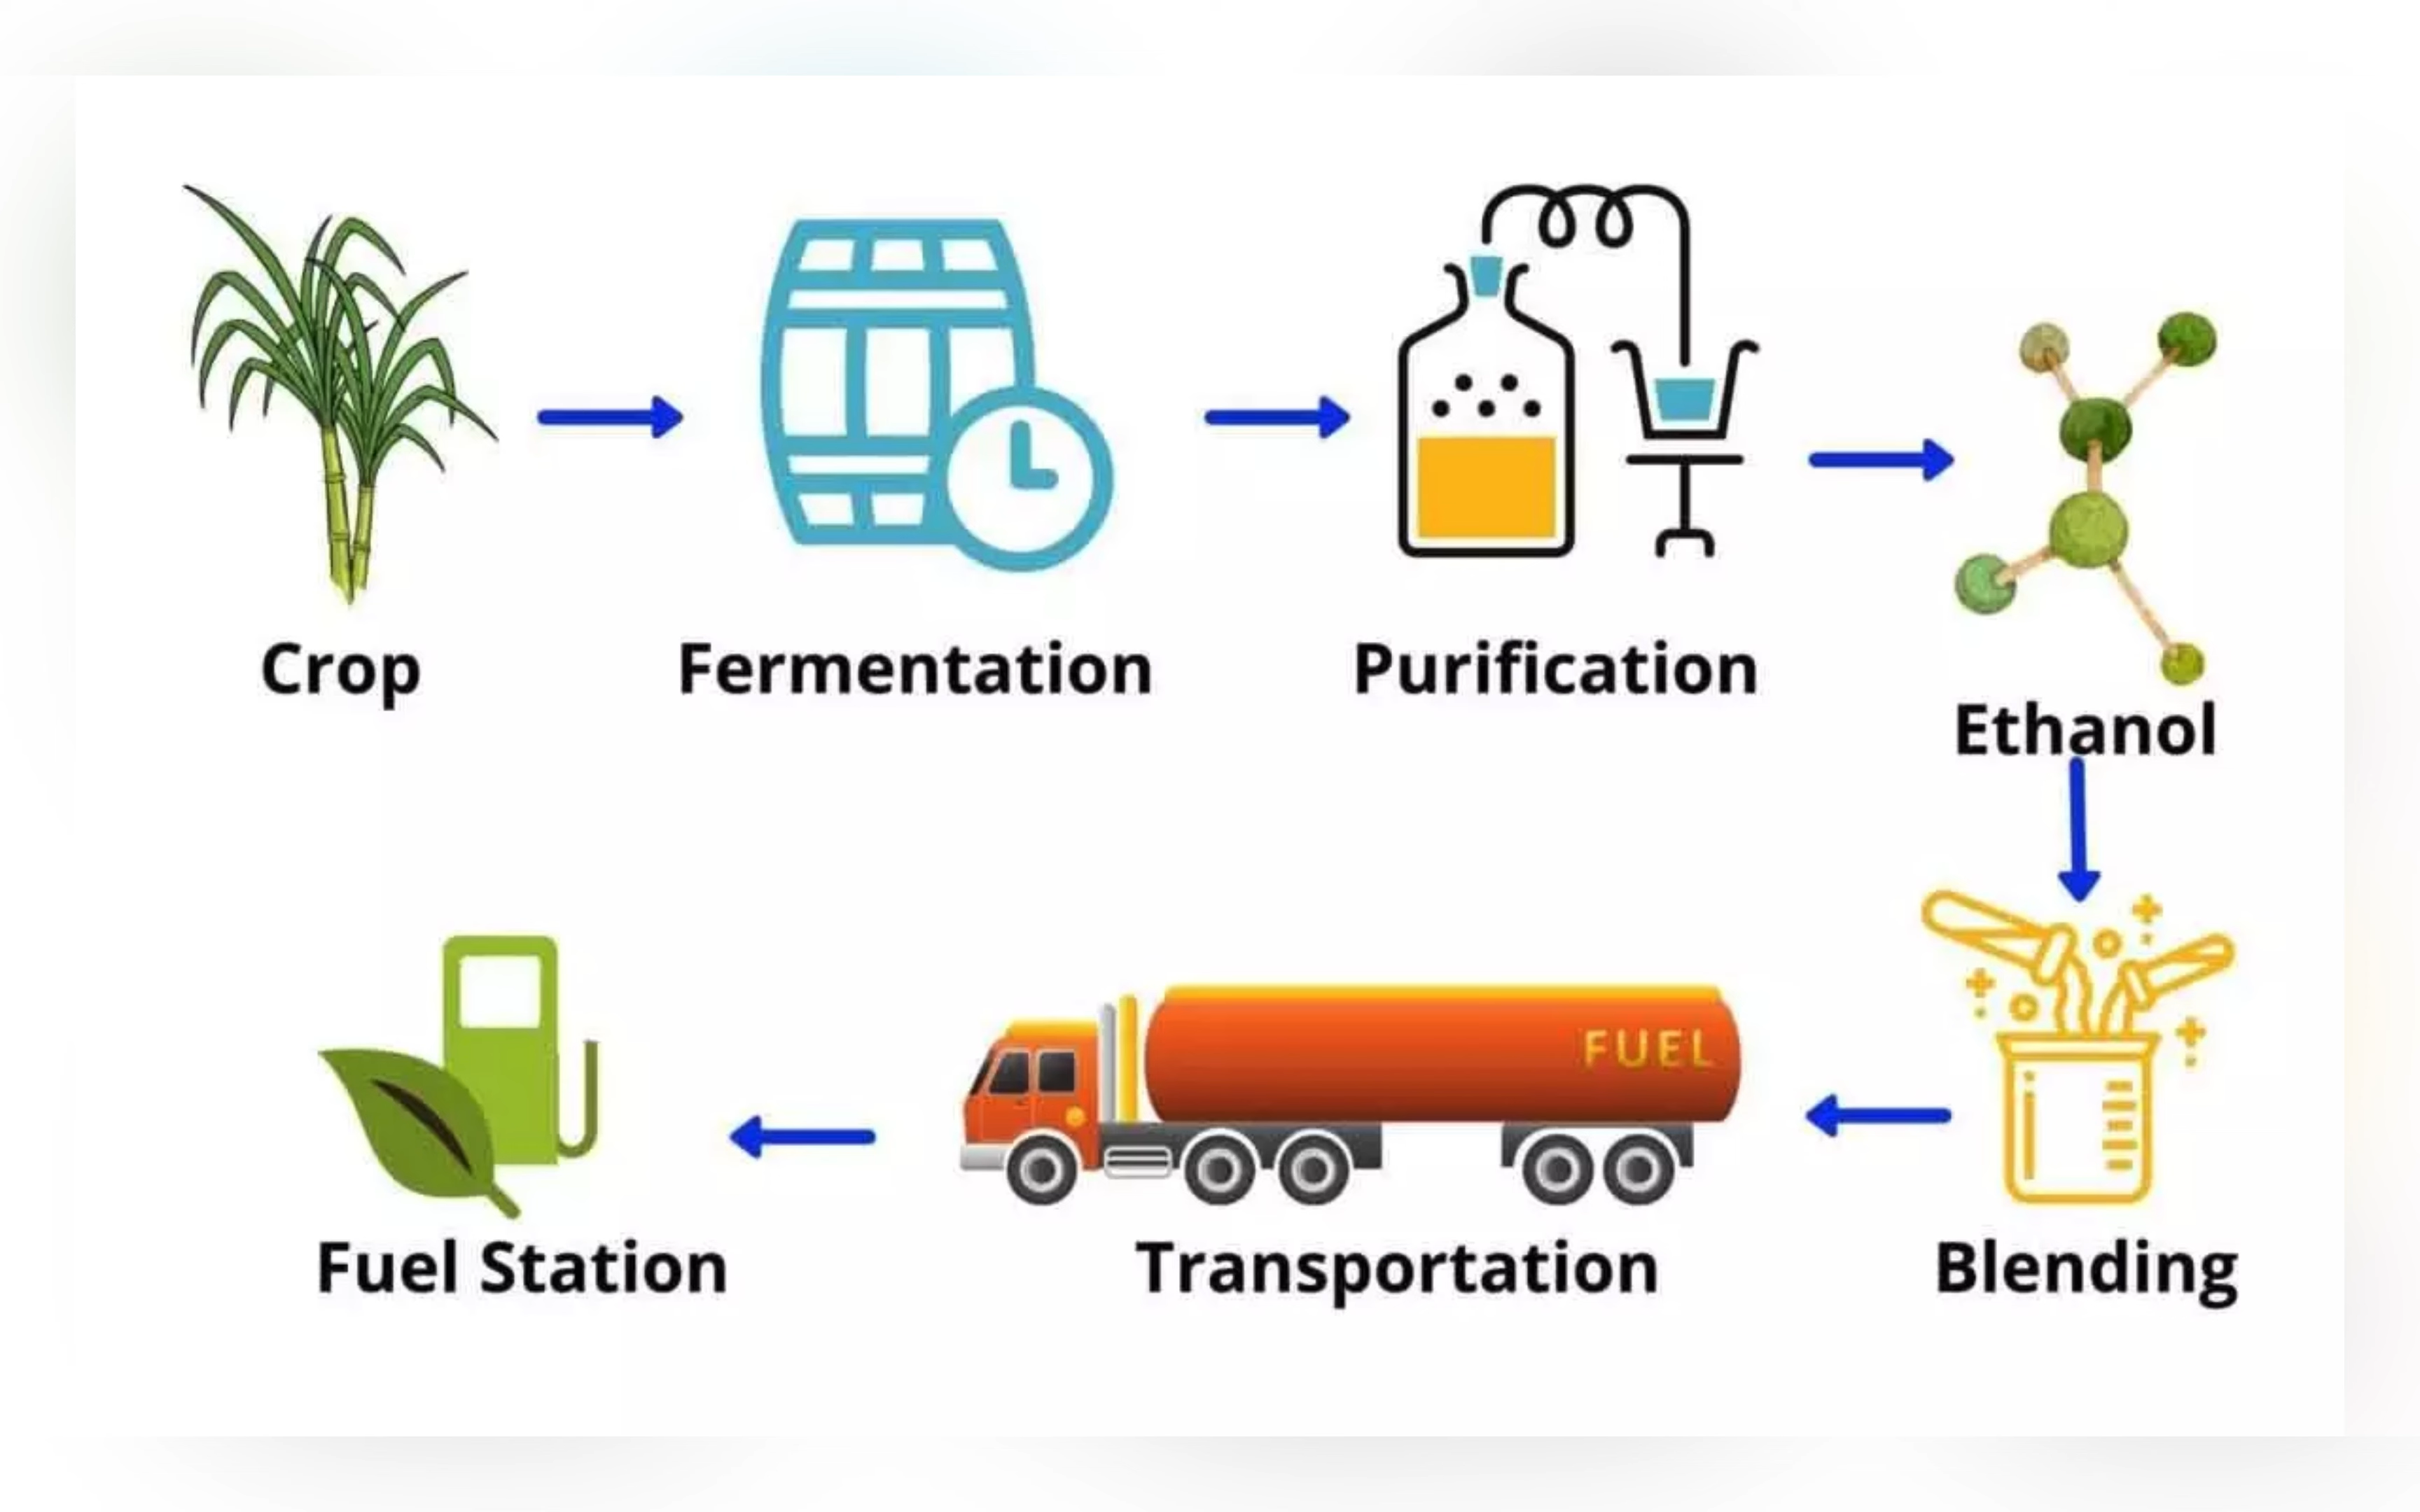 Crop
Fermentation
Purification
Ethanol
FUEL
Fuel Station
Transportation
Blending